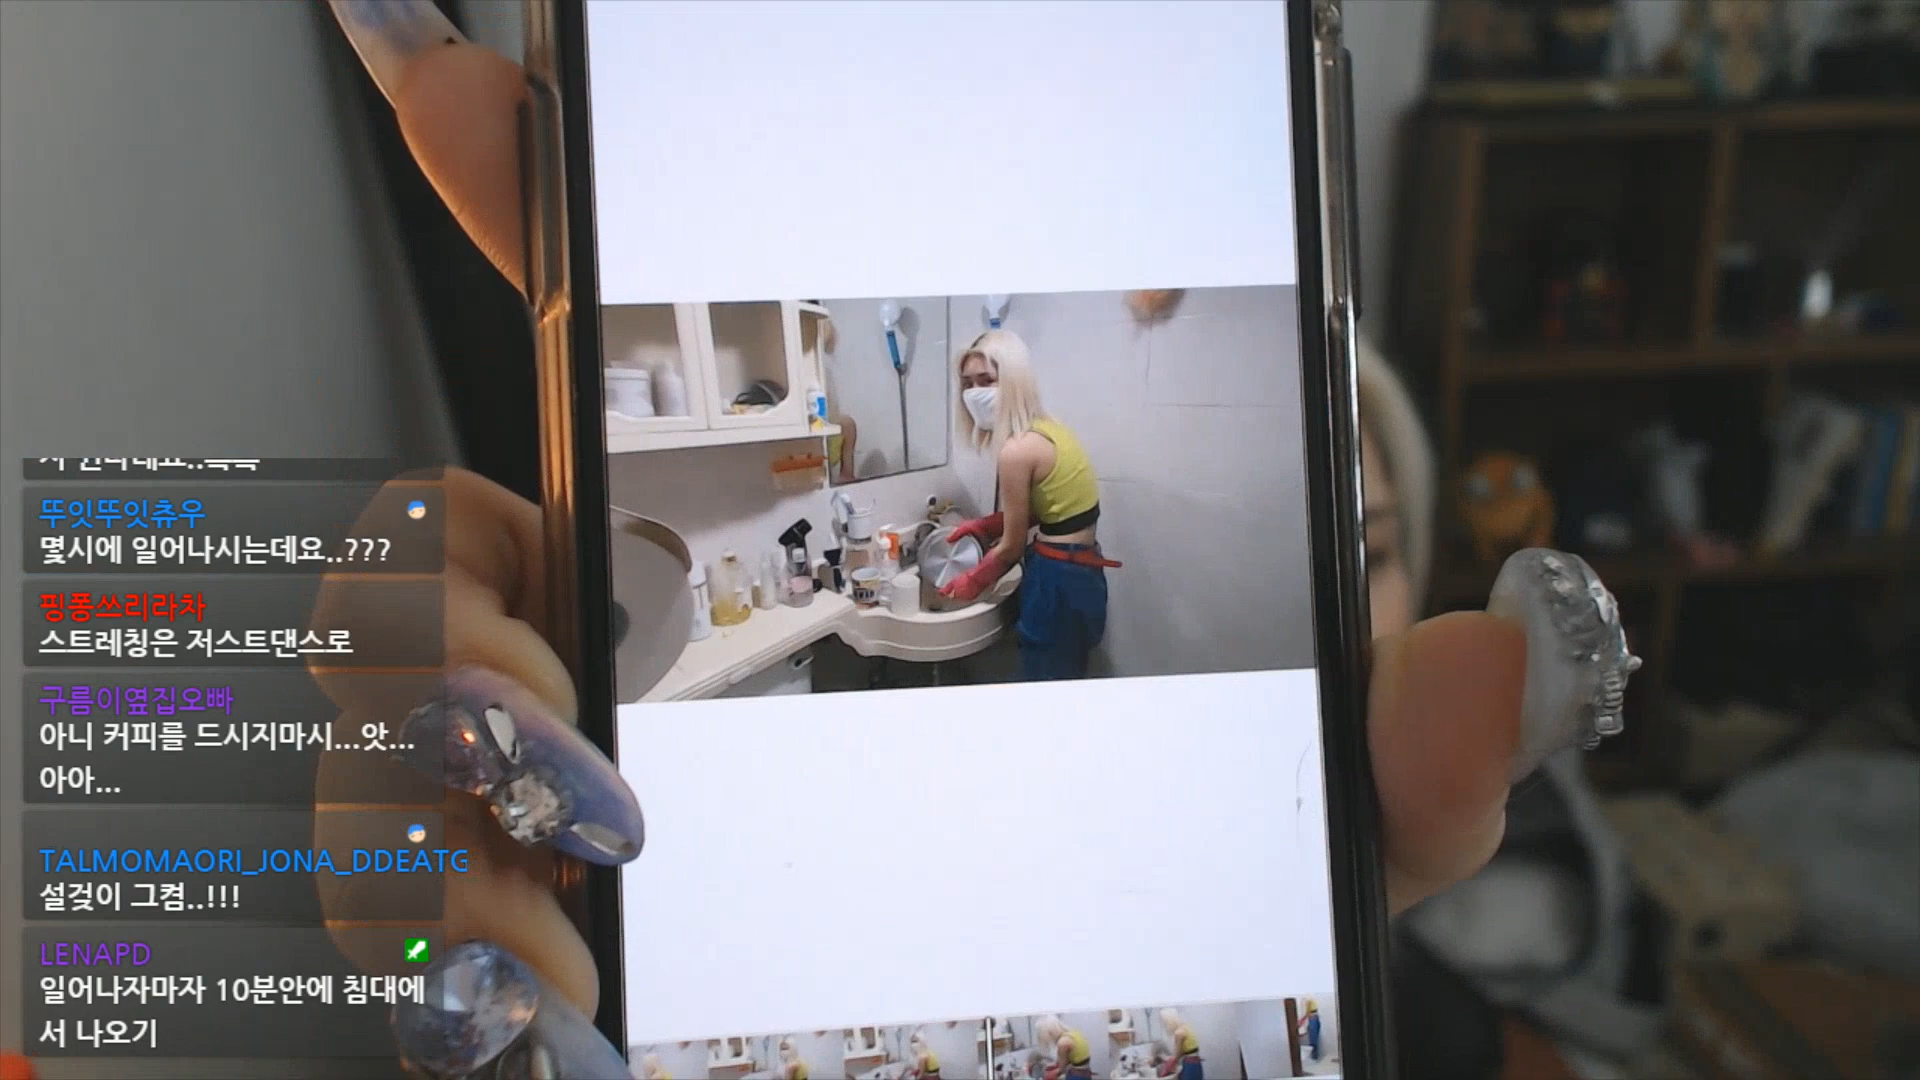 뚜잇뚜잇츄우
몇시에 일어나시는데요..???
핑퐁쓰리라차
스트레칭은 저스트댄스로
구름이옆집오빠
아니 커피를 드시지마시...앗...
아아...
TALMOMAORI_JONA_DDEATG
설겆이 그켬..!!!
LENAPD
일어나자마자 10분안에 침대에
서 나오기